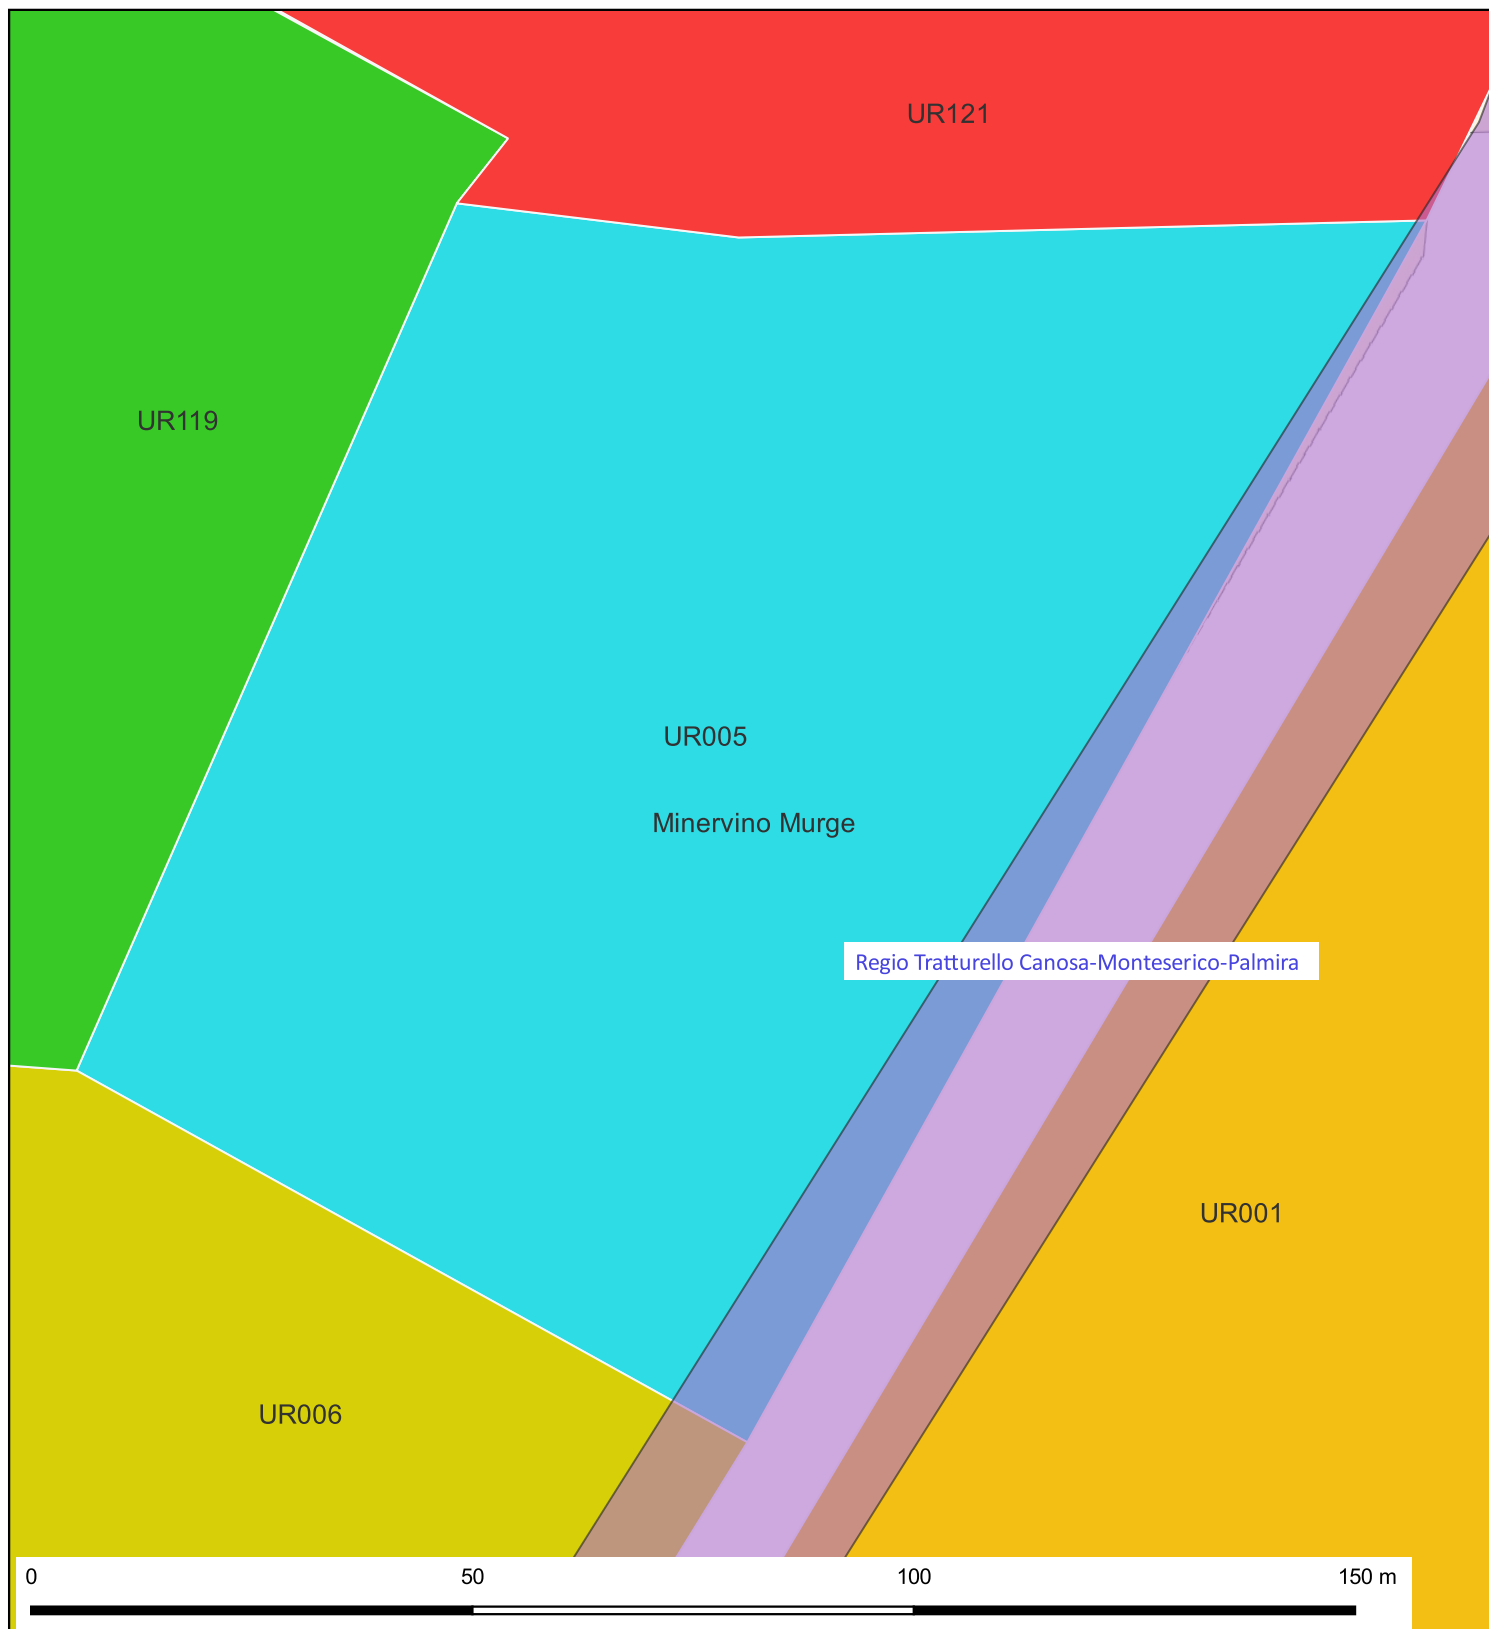 UR121
UR119
UR005
Minervino Murge
Regio Tratturello Canosa-Monteserico-Palmira
UR001
UR006
0 50 100 150 m